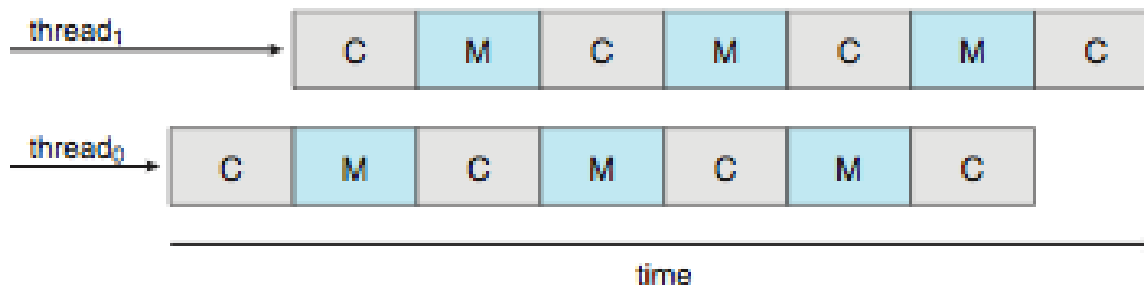 thread₁ C M C M C M C
thread₀ C M C M C M C
time